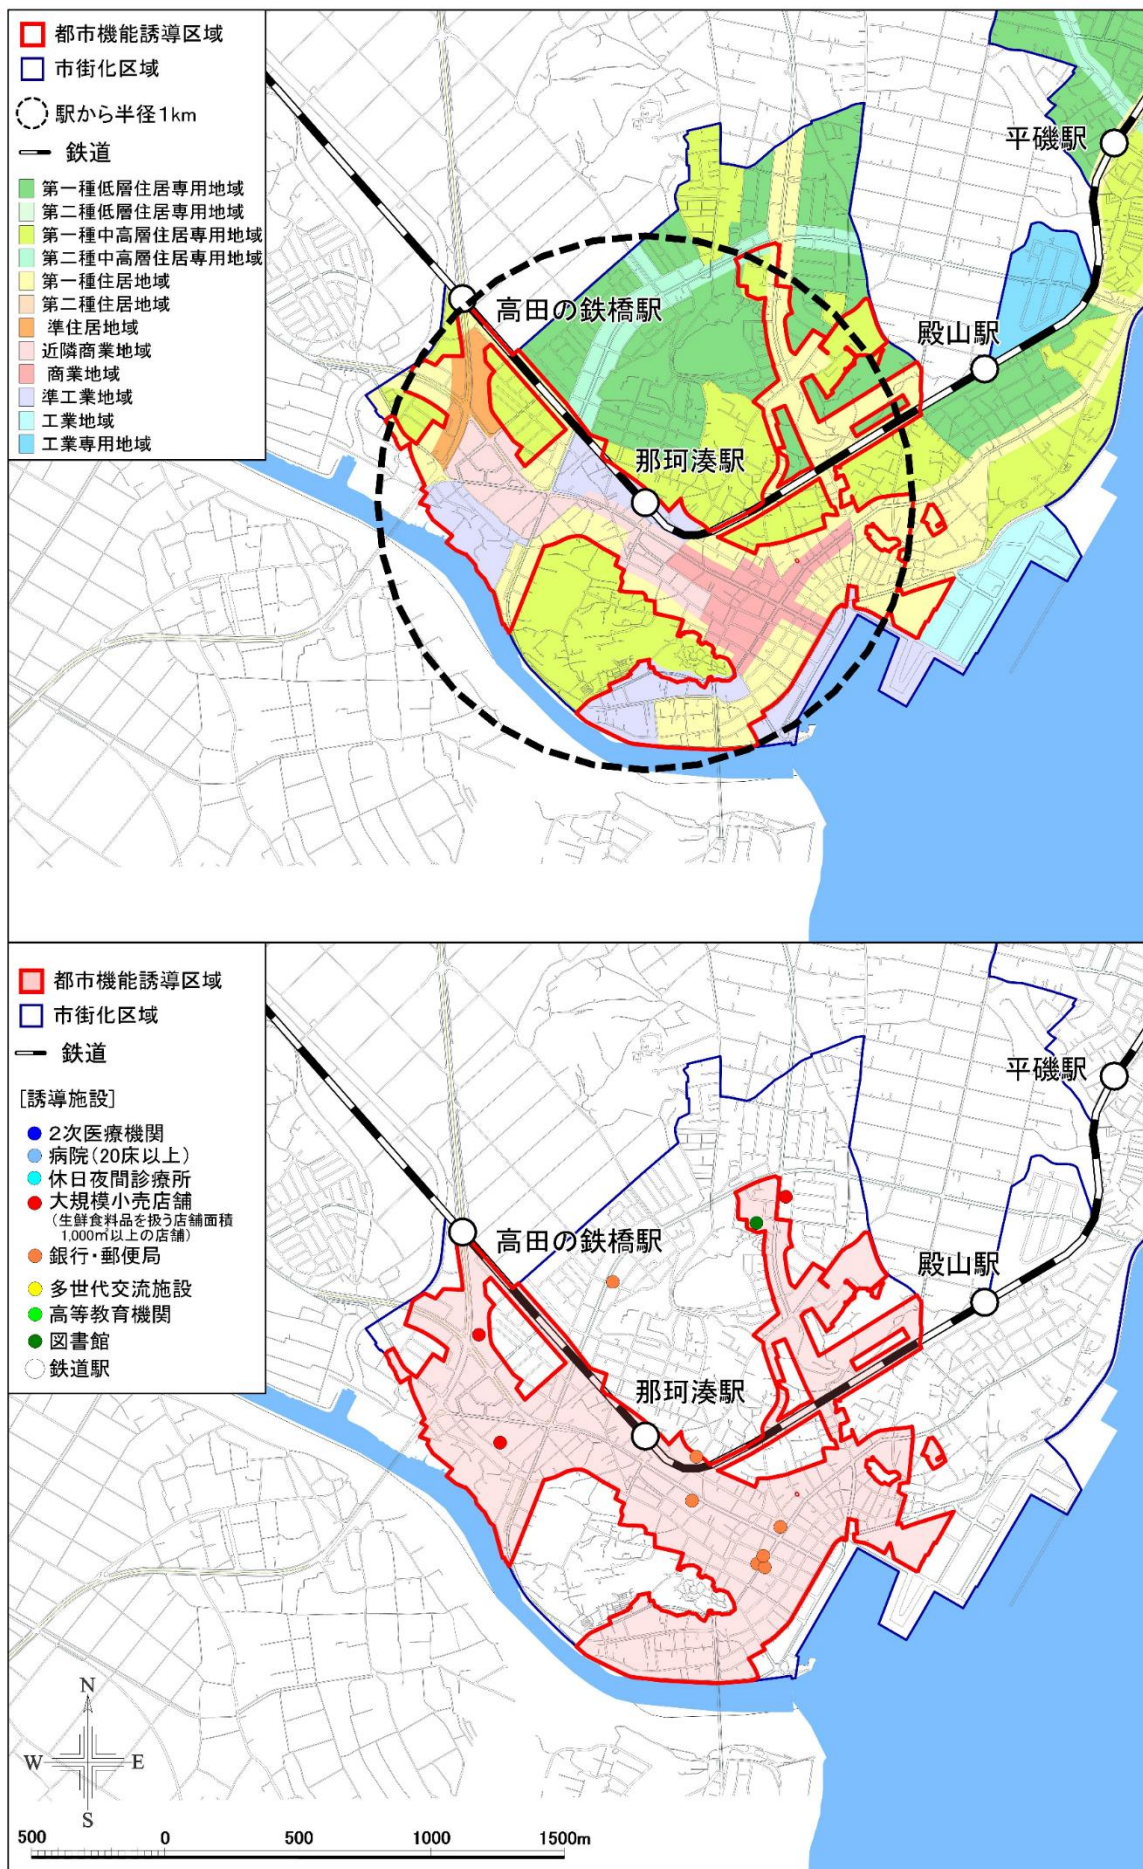 都市機能誘導区域
市街化区域
駅から半径1km
鉄道
第一種低層住居専用地域
第二種低層住居専用地域
第一種中高層住居専用地域
第二種中高層住居専用地域
第一種住居地域
第二種住居地域
準住居地域
近隣商業地域
商業地域
準工業地域
工業地域
工業専用地域
平磯駅
高田の鉄橋駅
殿山駅
那珂湊駅
都市機能誘導区域
市街化区域
鉄道
[誘導施設]
2次医療機関
病院(20床以上)
休日夜間診療所
大規模小売店舗
(生鮮食料品を扱う店舗面積
1,000㎡以上の店舗)
銀行・郵便局
多世代交流施設
高等教育機関
図書館
鉄道駅
平磯駅
高田の鉄橋駅
殿山駅
那珂湊駅
N
W E
S
500 0 500 1000 1500m